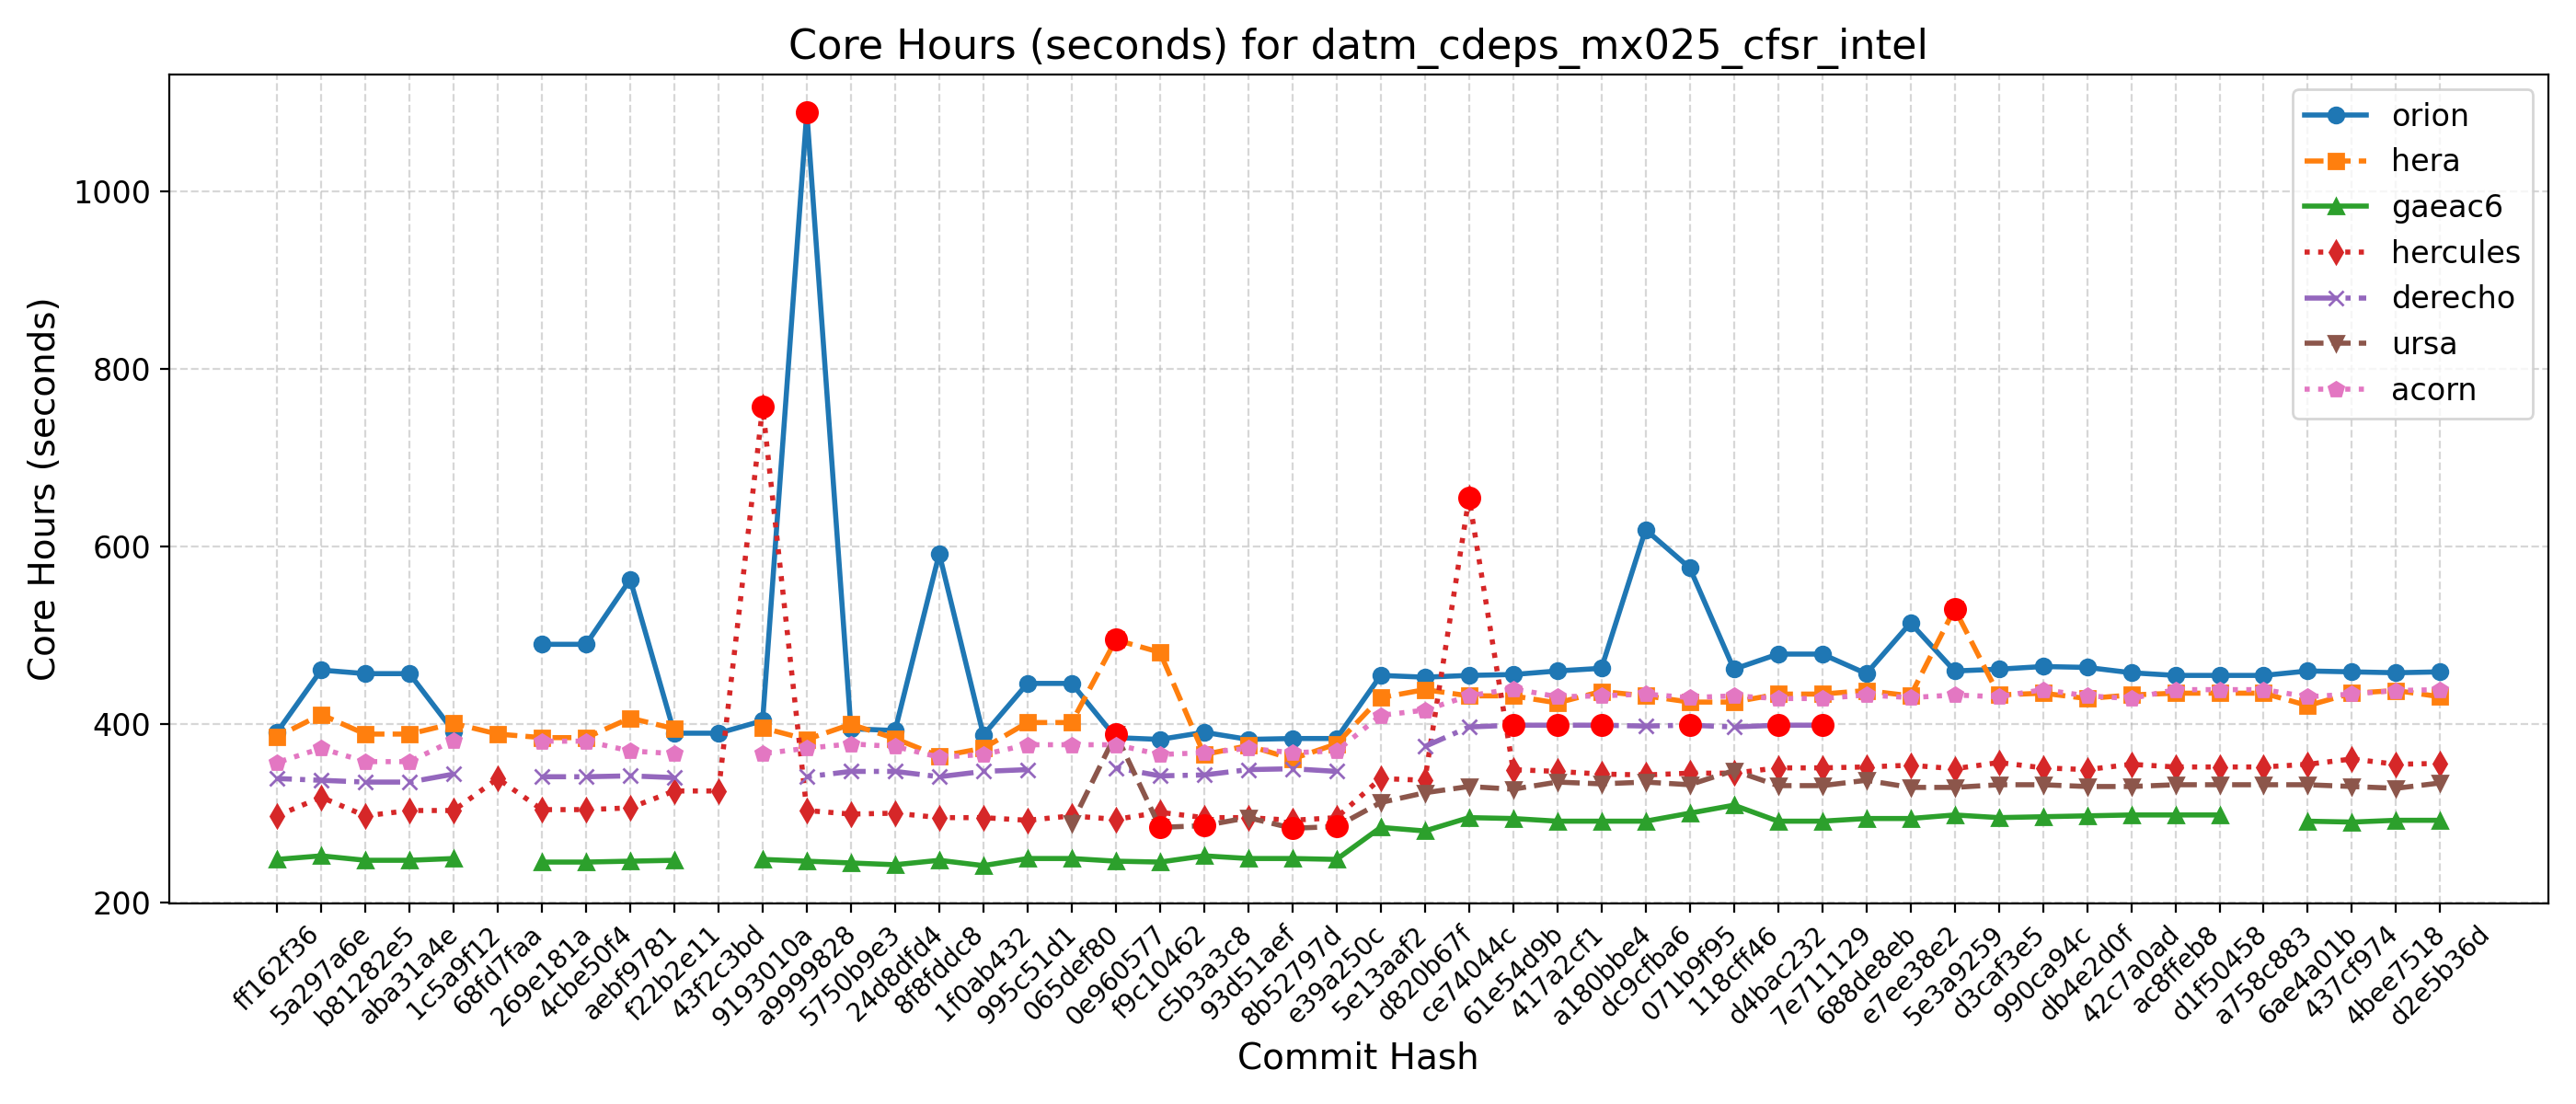 Core Hours (seconds) for datm_cdeps_mx025_cfsr_intel
Core Hours (seconds)
1000
800
600
400
200
orion
hera
gaeac6
hercules
derecho
ursa
acorn
ff162f36
5a297a6e
b81282e5
aba31a4e
1c5a9f12
68fd7faa
269e181a
4cbe50f4
aebf9781
f22b2e11
43f2c3bd
9193010a
a9999828
5750b9e3
24d8dfd4
8f8fddc8
1f0ab432
995c51d1
065def80
0e960577
f9c10462
c5b3a3c8
93d51aef
8b52797d
e39a250c
5e13aaf2
d820b67f
ce74044c
61e54d9b
417a2cf1
a180bbe4
dc9cfba6
071b9f95
118cff46
d4bac232
7e711129
688de8eb
e7ee38e2
5e3a9259
d3caf3e5
990ca94c
db4e2d0f
42c7a0ad
ac8ffeb8
d1f50458
a758c883
6ae4a01b
437cf974
4bee7518
d2e5b36d
Commit Hash